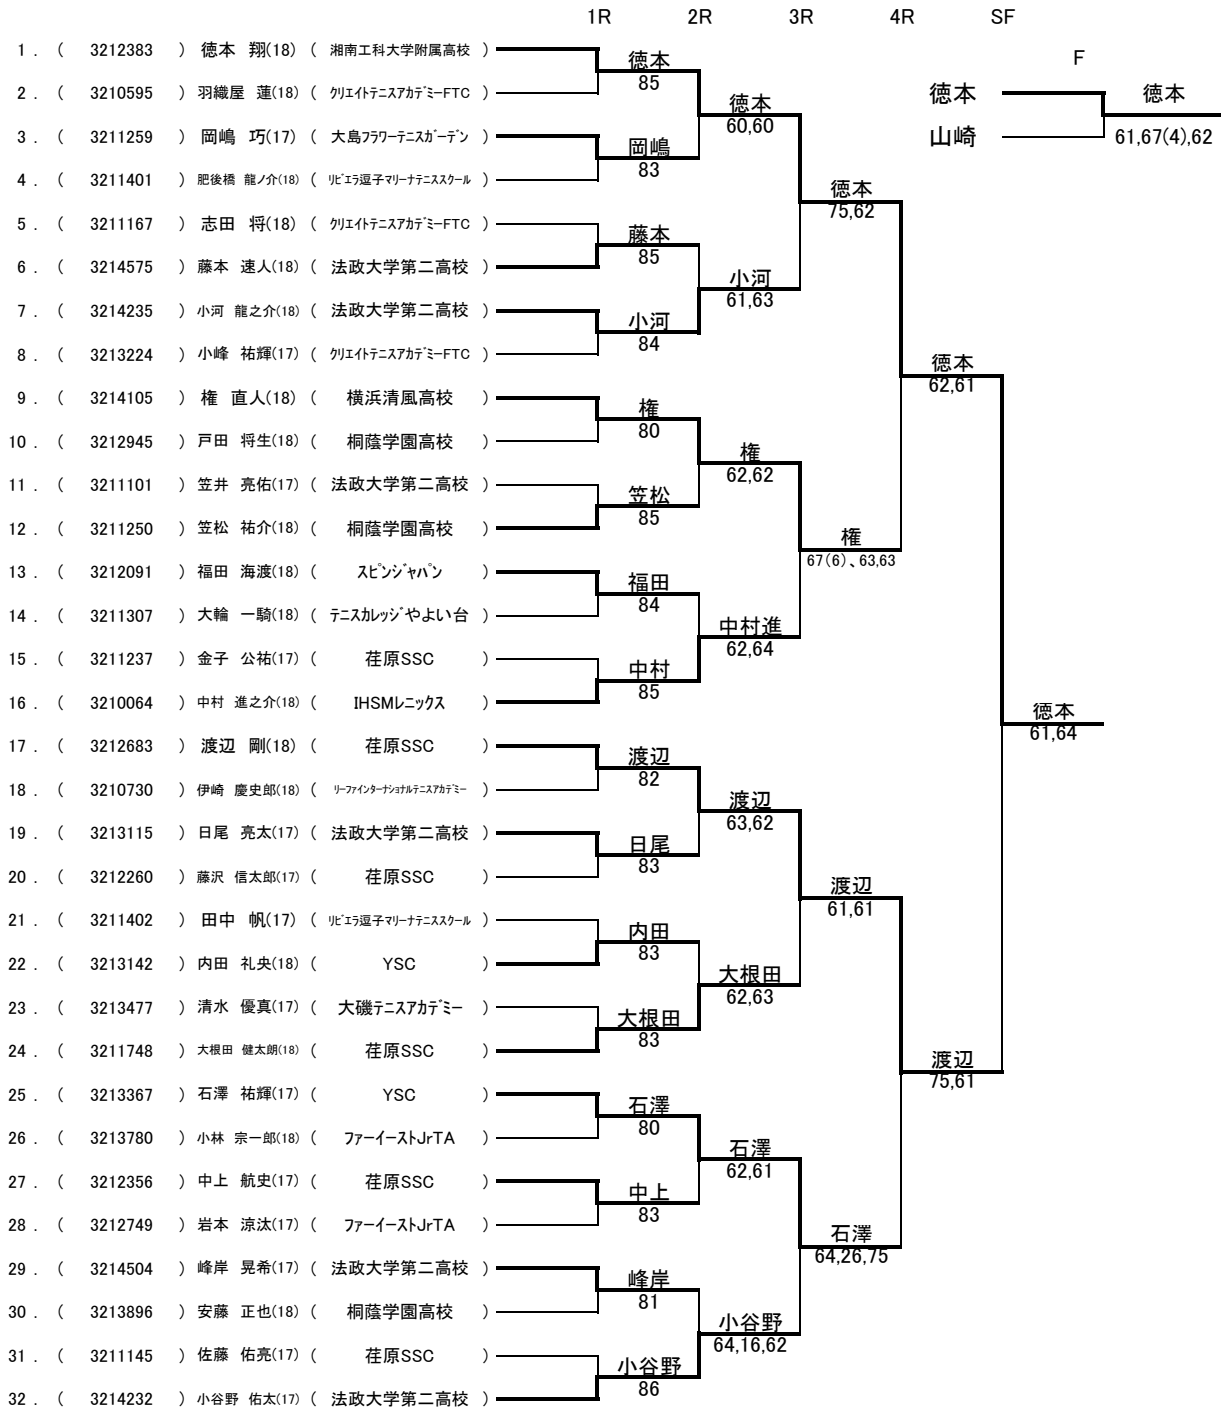 1R 2R 3R 4R SF
F
徳本 徳本
山崎 61,67(4),62
1. ( 3212383 ) 徳本 翔(18) ( 湘南工科大学附属高校 )
徳本
85
2. ( 3210595 ) 羽織屋 蓮(18) ( クリエイトテニスアカデミーFTC )
徳本
60,60
3. ( 3211259 ) 岡嶋 巧(17) ( 大島フラワーテニスガーデン )
岡嶋
83
4. ( 3211401 ) 肥後橋 龍ノ介(18) ( リビエラ逗子マリーナテニススクール )
徳本
75,62
5. ( 3211167 ) 志田 将(18) ( クリエイトテニスアカデミーFTC )
藤本
85
6. ( 3214575 ) 藤本 速人(18) ( 法政大学第二高校 )
小河
61,63
7. ( 3214235 ) 小河 龍之介(18) ( 法政大学第二高校 )
小河
84
8. ( 3213224 ) 小峰 祐輝(17) ( クリエイトテニスアカデミーFTC )
徳本
62,61
9. ( 3214105 ) 権 直人(18) ( 横浜清風高校 )
権
80
10. ( 3212945 ) 戸田 将生(18) ( 桐蔭学園高校 )
権
62,62
11. ( 3211101 ) 笠井 亮佑(17) ( 法政大学第二高校 )
笠松
85
12. ( 3211250 ) 笠松 祐介(18) ( 桐蔭学園高校 )
権
67(6)、63,63
13. ( 3212091 ) 福田 海渡(18) ( スピンジャパン )
福田
84
14. ( 3211307 ) 大輪 一騎(18) ( テニスカレッジやよい台 )
中村進
62,64
15. ( 3211237 ) 金子 公祐(17) ( 荏原SSC )
中村
85
16. ( 3210064 ) 中村 進之介(18) ( IHSMレニックス )
徳本
61,64
17. ( 3212683 ) 渡辺 剛(18) ( 荏原SSC )
渡辺
82
18. ( 3210730 ) 伊崎 慶史郎(18) ( リーファインターナショナルテニスアカデミー )
渡辺
63,62
19. ( 3213115 ) 日尾 亮太(17) ( 法政大学第二高校 )
日尾
83
20. ( 3212260 ) 藤沢 信太郎(17) ( 荏原SSC )
渡辺
61,61
21. ( 3211402 ) 田中 帆(17) ( リビエラ逗子マリーナテニススクール )
内田
83
22. ( 3213142 ) 内田 礼央(18) ( YSC )
大根田
62,63
23. ( 3213477 ) 清水 優真(17) ( 大磯テニスアカデミー )
大根田
83
24. ( 3211748 ) 大根田 健太朗(18) ( 荏原SSC )
渡辺
75,61
25. ( 3213367 ) 石澤 祐輝(17) ( YSC )
石澤
80
26. ( 3213780 ) 小林 宗一郎(18) ( ファーイーストJrTA )
石澤
62,61
27. ( 3212356 ) 中上 航史(17) ( 荏原SSC )
中上
83
28. ( 3212749 ) 岩本 涼汰(17) ( ファーイーストJrTA )
石澤
64,26,75
29. ( 3214504 ) 峰岸 晃希(17) ( 法政大学第二高校 )
峰岸
81
30. ( 3213896 ) 安藤 正也(18) ( 桐蔭学園高校 )
小谷野
64,16,62
31. ( 3211145 ) 佐藤 佑亮(17) ( 荏原SSC )
小谷野
86
32. ( 3214232 ) 小谷野 佑太(17) ( 法政大学第二高校 )